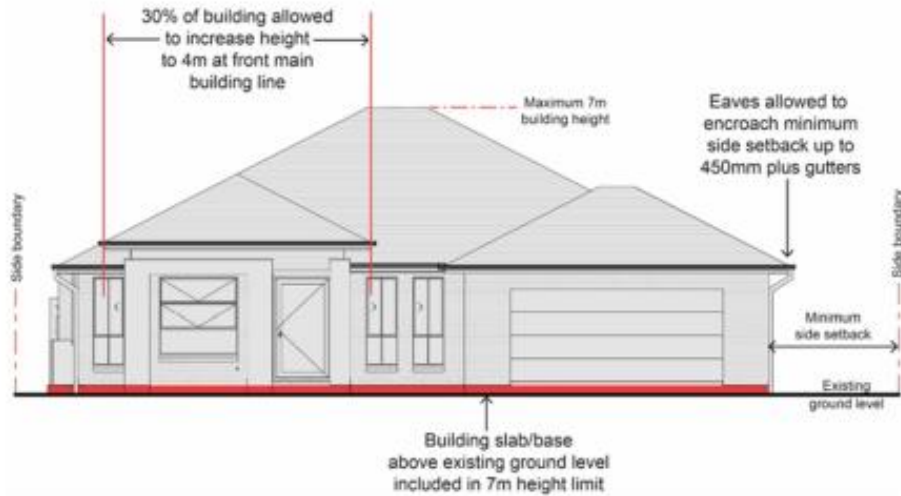 30% of building allowed
to increase height
to 4m at front main
building line
Maximum 7m
building height
Eaves allowed to
encroach minimum
side setback up to
450mm plus gutters
Side boundary
Side boundary
Minimum
side setback
Existing
ground level
Building slab/base
above existing ground level
included in 7m height limit